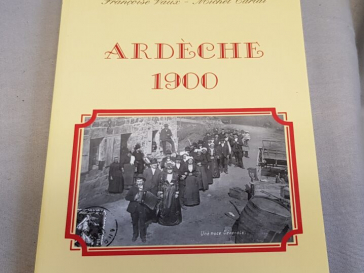 Françoise Vaux - Michel Carlat
ARDÈCHE
1900